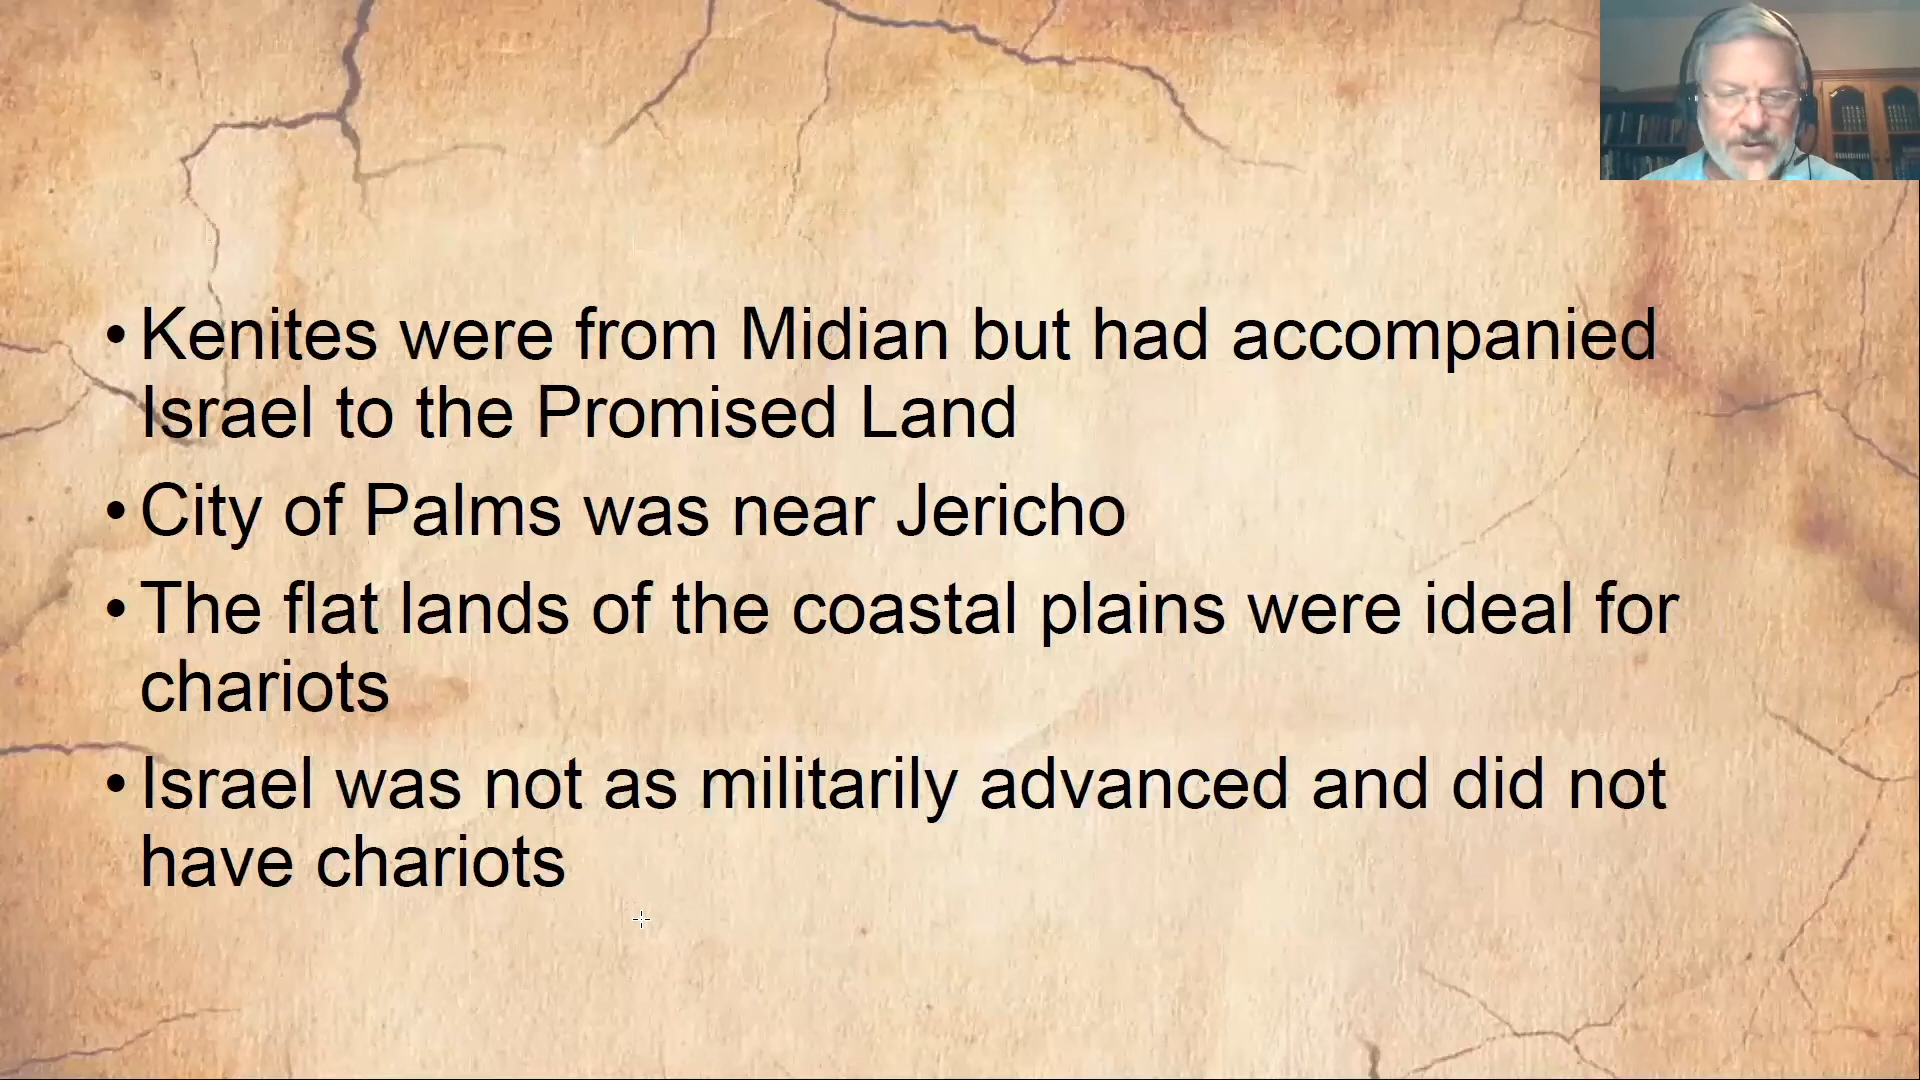 • Kenites were from Midian but had accompanied
Israel to the Promised Land
• City of Palms was near Jericho
• The flat lands of the coastal plains were ideal for
chariots
• Israel was not as militarily advanced and did not
have chariots